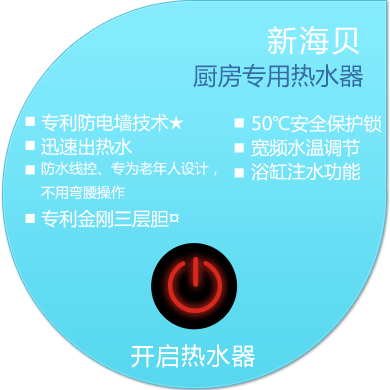 新海贝
厨房专用热水器
■ 专利防电墙技术★
■ 迅速出热水
■ 防水线控、专为老年人设计，
不用弯腰操作
■ 专利金刚三层胆¤
■ 50℃安全保护锁
■ 宽频水温调节
■ 浴缸注水功能
开启热水器